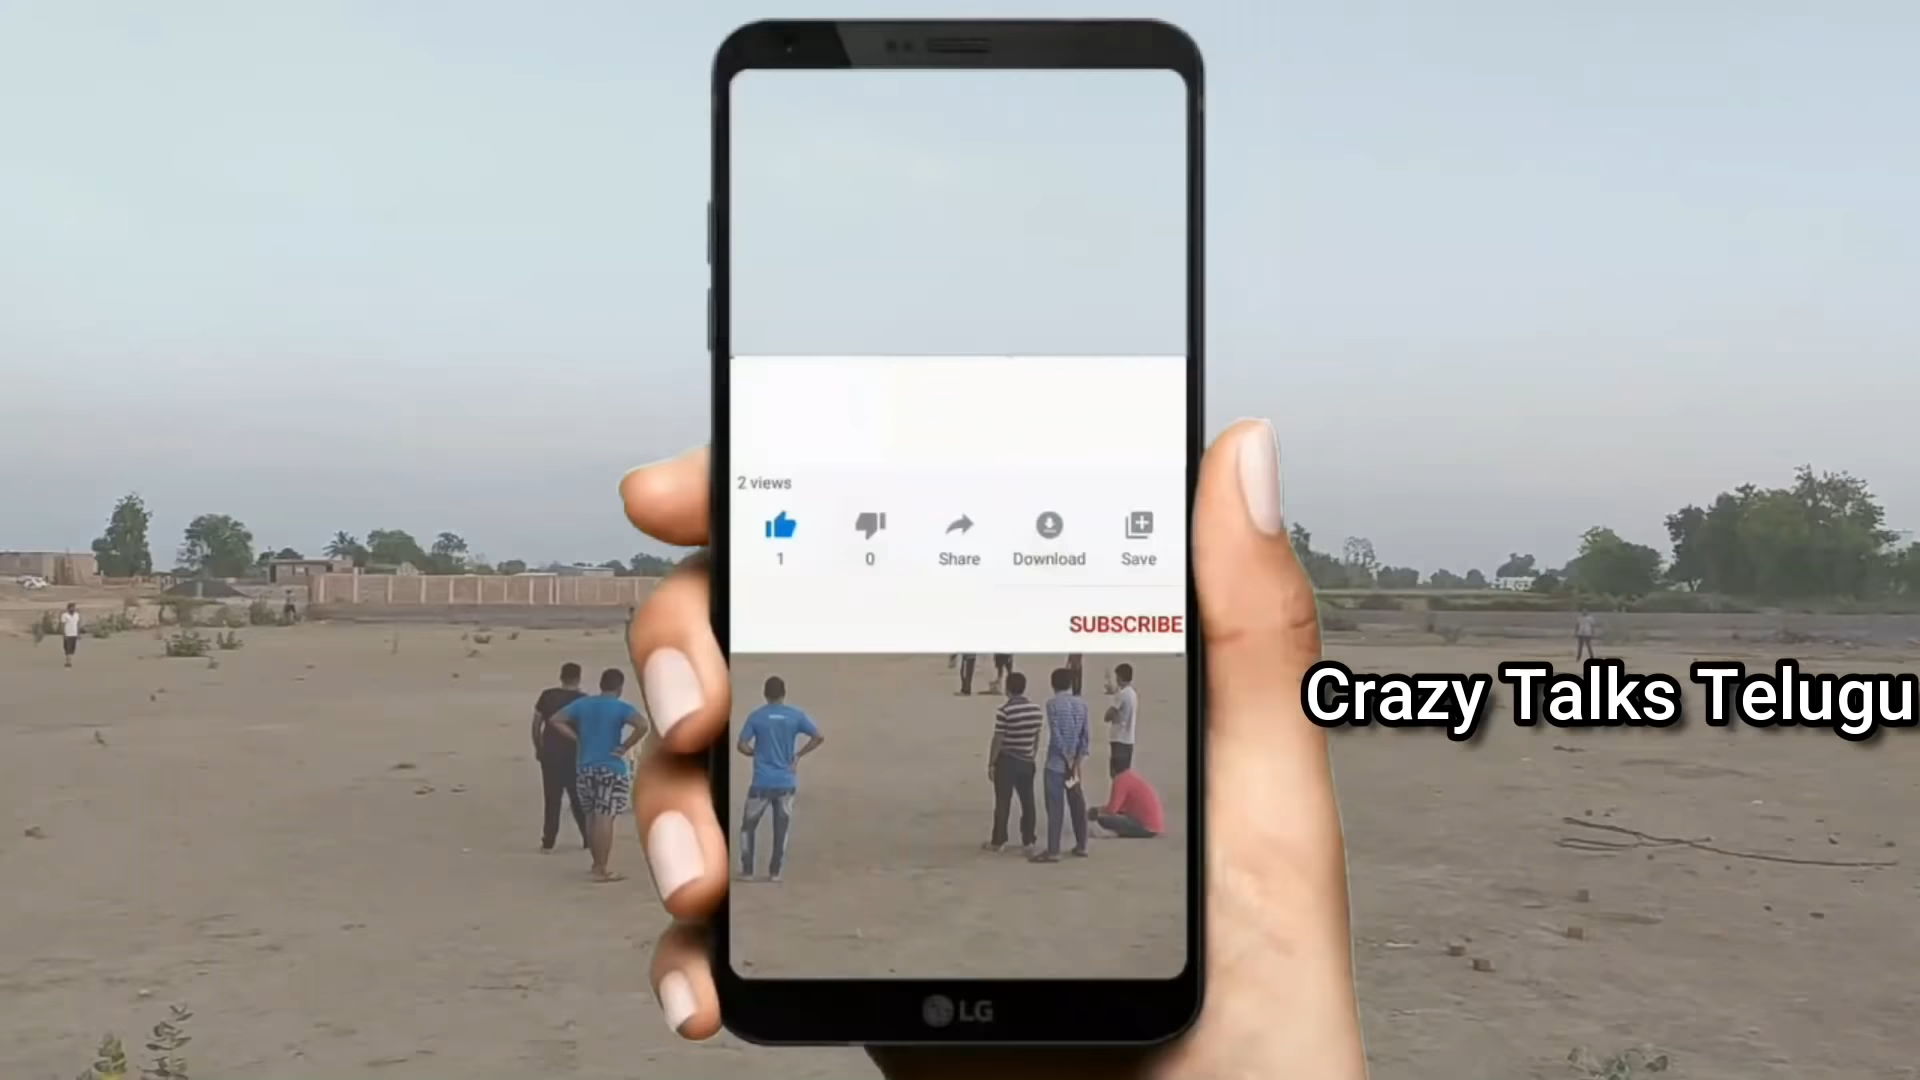 2 views
1
0
Share
Download
Save
SUBSCRIBE
Crazy Talks Telugu
LG